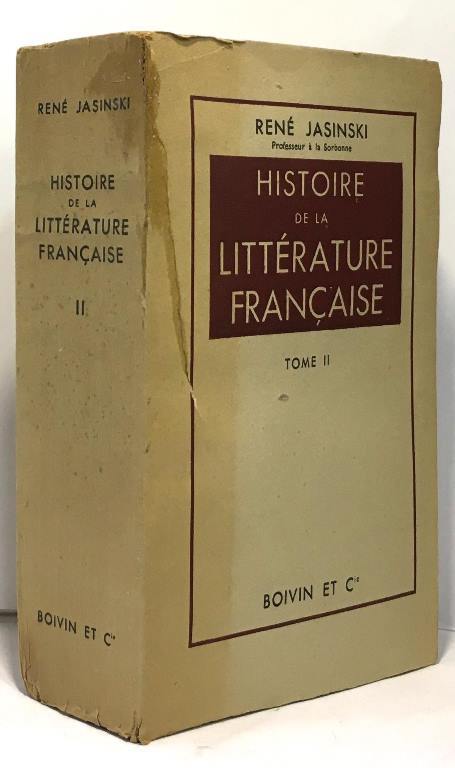 RENÉ JASINSKI
HISTOIRE
DE LA
LITTÉRATURE
FRANÇAISE
II
BOIVIN ET Cie
RENÉ JASINSKI
Professeur à la Sorbonne
HISTOIRE
DE LA
LITTÉRATURE
FRANÇAISE
TOME II
BOIVIN ET Cie